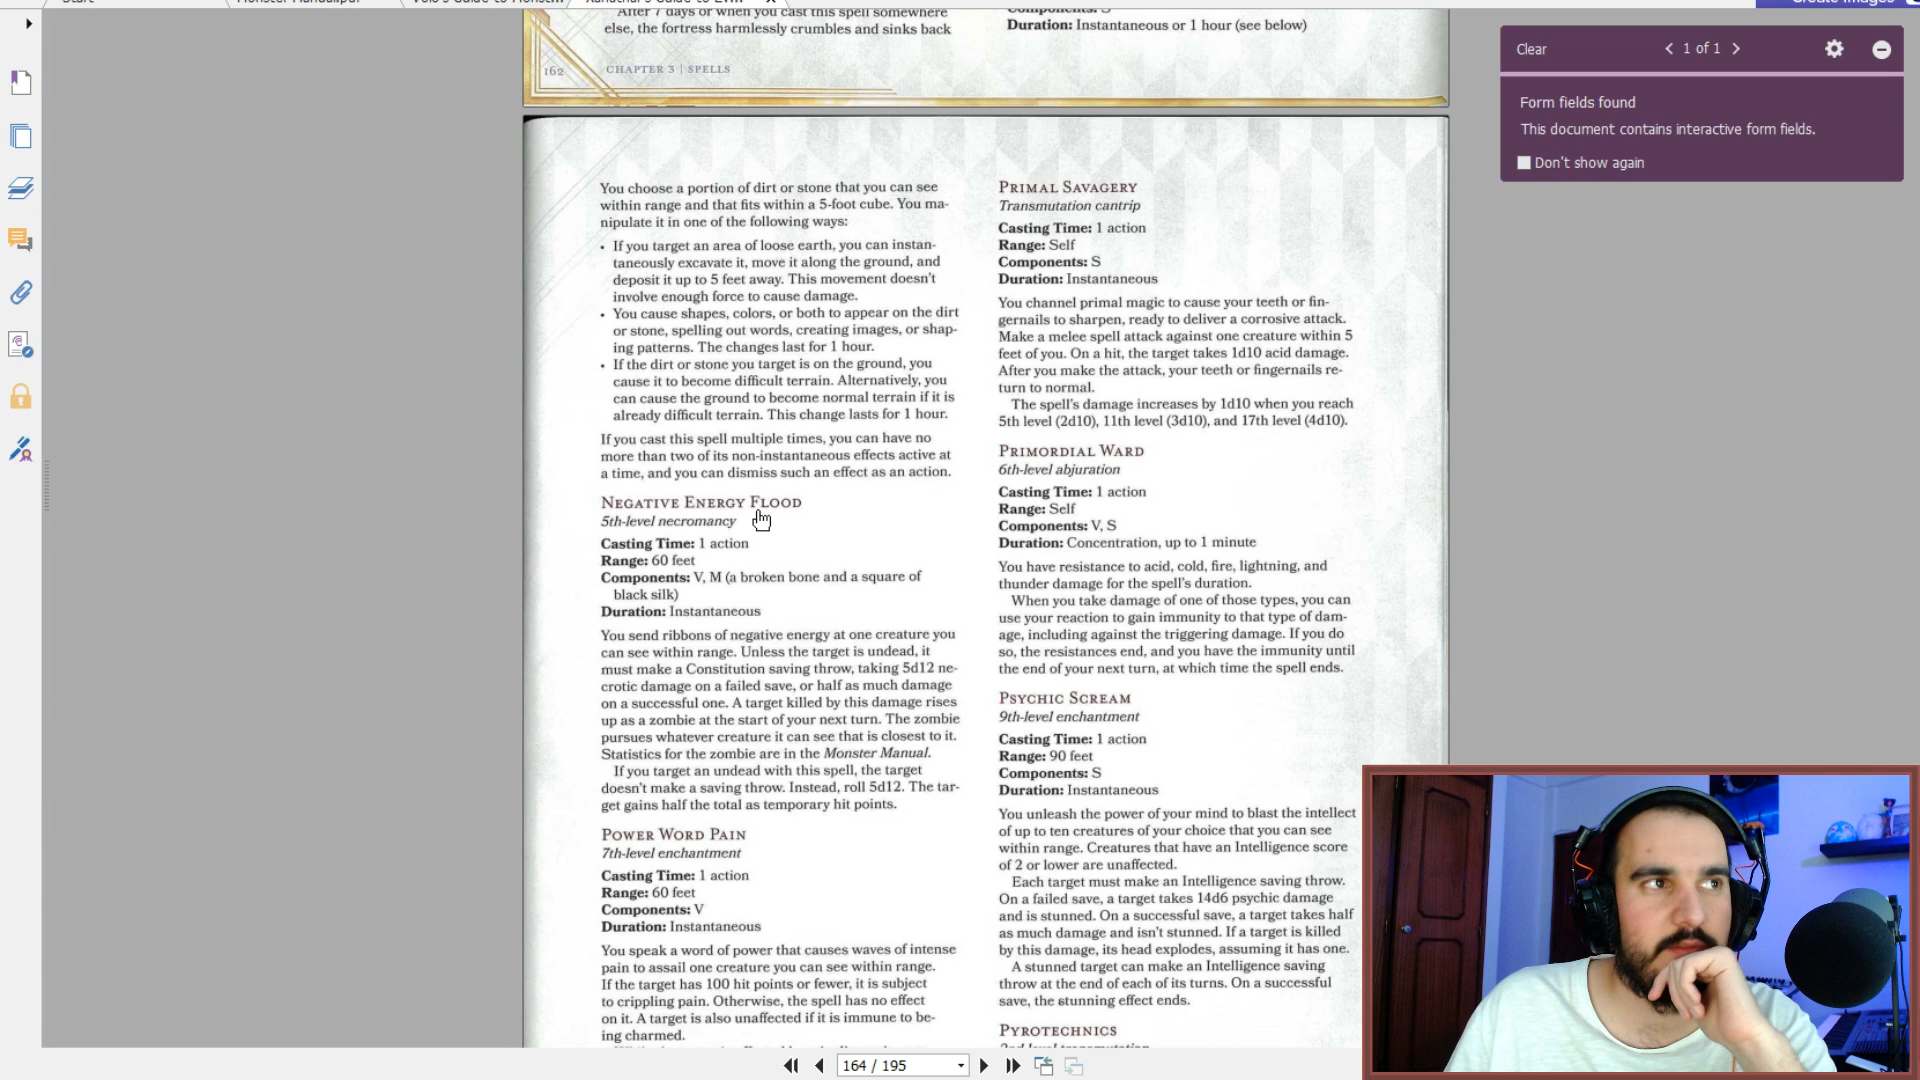 Start
Monster Manual.pdf
Volo's Guide to Monst...
Xanathar's Guide to Ev...
Create Images
After 7 days or when you cast this spell somewhere
else, the fortress harmlessly crumbles and sinks back
162
CHAPTER 3 | SPELLS
Components: S
Duration: Instantaneous or 1 hour (see below)
Clear
1 of 1
Form fields found
This document contains interactive form fields.
Don't show again
You choose a portion of dirt or stone that you can see
within range and that fits within a 5-foot cube. You ma-
nipulate it in one of the following ways:
• If you target an area of loose earth, you can instan-
taneously excavate it, move it along the ground, and
deposit it up to 5 feet away. This movement doesn't
involve enough force to cause damage.
• You cause shapes, colors, or both to appear on the dirt
or stone, spelling out words, creating images, or shap-
ing patterns. The changes last for 1 hour.
• If the dirt or stone you target is on the ground, you
cause it to become difficult terrain. Alternatively, you
can cause the ground to become normal terrain if it is
already difficult terrain. This change lasts for 1 hour.
If you cast this spell multiple times, you can have no
more than two of its non-instantaneous effects active at
a time, and you can dismiss such an effect as an action.
NEGATIVE ENERGY FLOOD
5th-level necromancy
Casting Time: 1 action
Range: 60 feet
Components: V, M (a broken bone and a square of
black silk)
Duration: Instantaneous
You send ribbons of negative energy at one creature you
can see within range. Unless the target is undead, it
must make a Constitution saving throw, taking 5d12 ne-
crotic damage on a failed save, or half as much damage
on a successful one. A target killed by this damage rises
up as a zombie at the start of your next turn. The zombie
pursues whatever creature it can see that is closest to it.
Statistics for the zombie are in the Monster Manual.
If you target an undead with this spell, the target
doesn't make a saving throw. Instead, roll 5d12. The tar-
get gains half the total as temporary hit points.
POWER WORD PAIN
7th-level enchantment
Casting Time: 1 action
Range: 60 feet
Components: V
Duration: Instantaneous
You speak a word of power that causes waves of intense
pain to assail one creature you can see within range.
If the target has 100 hit points or fewer, it is subject
to crippling pain. Otherwise, the spell has no effect
on it. A target is also unaffected if it is immune to be-
ing charmed.
PRIMAL SAVAGERY
Transmutation cantrip
Casting Time: 1 action
Range: Self
Components: S
Duration: Instantaneous
You channel primal magic to cause your teeth or fin-
gernails to sharpen, ready to deliver a corrosive attack.
Make a melee spell attack against one creature within 5
feet of you. On a hit, the target takes 1d10 acid damage.
After you make the attack, your teeth or fingernails re-
turn to normal.
The spell's damage increases by 1d10 when you reach
5th level (2d10), 11th level (3d10), and 17th level (4d10).
PRIMORDIAL WARD
6th-level abjuration
Casting Time: 1 action
Range: Self
Components: V, S
Duration: Concentration, up to 1 minute
You have resistance to acid, cold, fire, lightning, and
thunder damage for the spell's duration.
When you take damage of one of those types, you can
use your reaction to gain immunity to that type of dam-
age, including against the triggering damage. If you do
so, the resistances end, and you have the immunity until
the end of your next turn, at which time the spell ends.
PSYCHIC SCREAM
9th-level enchantment
Casting Time: 1 action
Range: 90 feet
Components: S
Duration: Instantaneous
You unleash the power of your mind to blast the intellect
of up to ten creatures of your choice that you can see
within range. Creatures that have an Intelligence score
of 2 or lower are unaffected.
Each target must make an Intelligence saving throw.
On a failed save, a target takes 14d6 psychic damage
and is stunned. On a successful save, a target takes half
as much damage and isn't stunned. If a target is killed
by this damage, its head explodes, assuming it has one.
A stunned target can make an Intelligence saving
throw at the end of each of its turns. On a successful
save, the stunning effect ends.
PYROTECHNICS
2nd-level transmutation
164 / 195